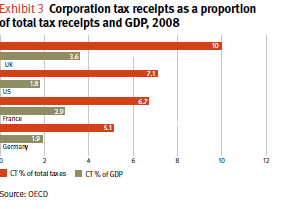 Exhibit 3 Corporation tax receipts as a proportion
of total tax receipts and GDP, 2008
10
3.6
UK
7.1
1.8
US
6.7
2.9
France
5.1
1.9
Germany
0 2 4 6 8 10 12
CT % of total taxes CT % of GDP
Source: OECD